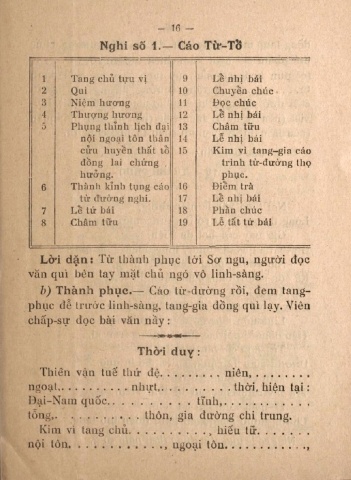 — 16 —
Nghi số 1.— Cáo Từ-Tổ
1 Tang chủ tựu vị
2 Quì
3 Niệm hương
4 Thượng hương
5 Phụng thỉnh lịch đại
nội ngoại tôn thân
cửu huyền thất tổ
đồng lai chứng
hưởng.
6 Thành kỉnh tụng cáo
từ đường nghi.
7 Lễ tứ bái
8 Châm tửu
9 Lễ nhị bái
10 Chuyển chúc
11 Đọc chúc
12 Lễ nhị bái
13 Châm tửu
14 Lễ nhị bái
15 Kim vì tang-gia cáo
trình từ-đường thọ
phục.
16 Điểm trà
17 Lễ nhị bái
18 Phần chúc
19 Lễ tất tứ bái
Lời dặn: Từ thành phục tới Sơ ngu, người đọc
văn quì bên tay mặt chủ ngó vô linh-sàng.
b) Thành phục.— Cáo từ-đường rồi, đem tang-
phục để trước linh-sàng, tang-gia đồng quì lạy. Viên
chấp-sự đọc bài văn nầy :
Thời duy :
Thiên vận tuế thứ đệ......... niên,........
ngoạt.......... nhựt,.......... thời, hiện tại :
Đại-Nam quốc.......... tỉnh,............
tổng,............ thôn, gia đường chi trung.
Kim vì tang chủ..........., hiếu tử........
nội tôn............, ngoại tôn............,